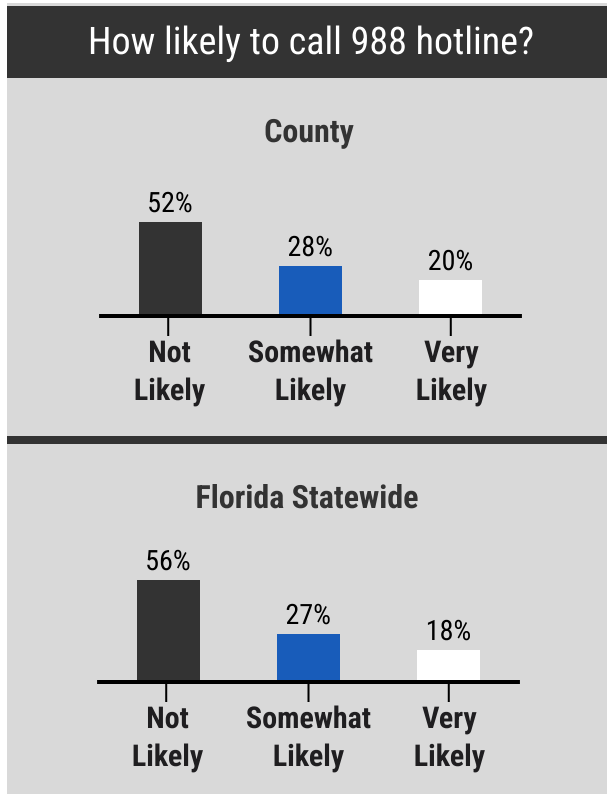 How likely to call 988 hotline?
County
52%
28%
20%
Not Likely
Somewhat Likely
Very Likely
Florida Statewide
56%
27%
18%
Not Likely
Somewhat Likely
Very Likely